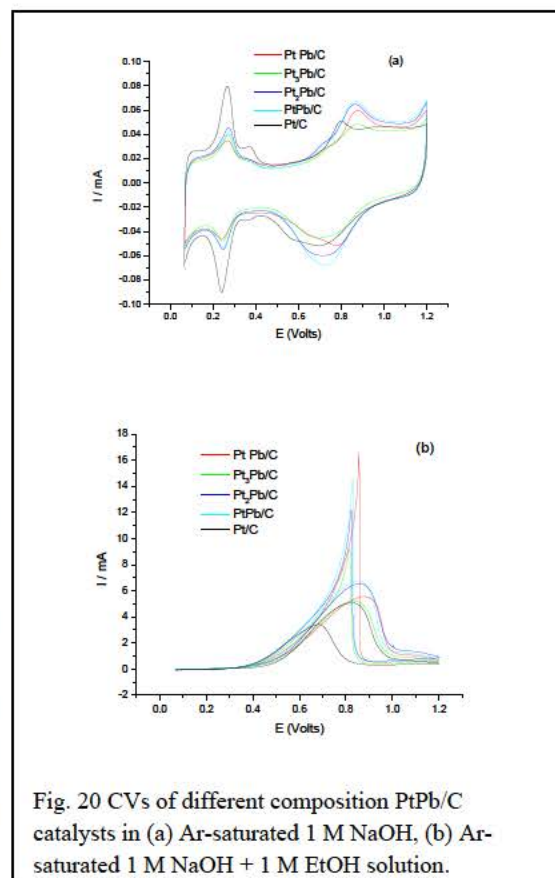 (a)
Pt Pb/C
Pt₃Pb/C
Pt₂Pb/C
PtPb/C
Pt/C
0.10
0.08
0.06
0.04
0.02
0.00
-0.02
-0.04
-0.06
-0.08
-0.10
I / mA
0.0 0.2 0.4 0.6 0.8 1.0 1.2
E (Volts)
(b)
Pt Pb/C
Pt₃Pb/C
Pt₂Pb/C
PtPb/C
Pt/C
18
16
14
12
10
8
6
4
2
0
-2
I / mA
0.0 0.2 0.4 0.6 0.8 1.0 1.2
E (Volts)
Fig. 20 CVs of different composition PtPb/C
catalysts in (a) Ar-saturated 1 M NaOH, (b) Ar-
saturated 1 M NaOH + 1 M EtOH solution.